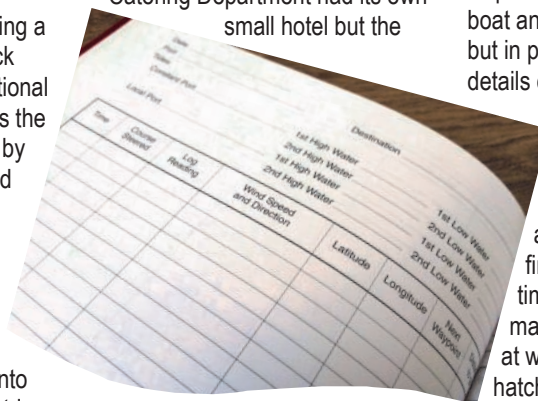 Catering Department had its own
small hotel but the
ing a
ck
tional
s the
by
d
nto
boat an
but in p
details
a
fir
tin
ma
at w
hatch
Date
Port
Tides
Constant Port
Local Port
Destination
1st High Water
2nd High Water
1st High Water
2nd High Water
1st Low Water
2nd Low Water
1st Low Water
2nd Low Water
Time
Course Steered
Log Reading
Wind Speed and Direction
Latitude
Longitude
Next Waypoint